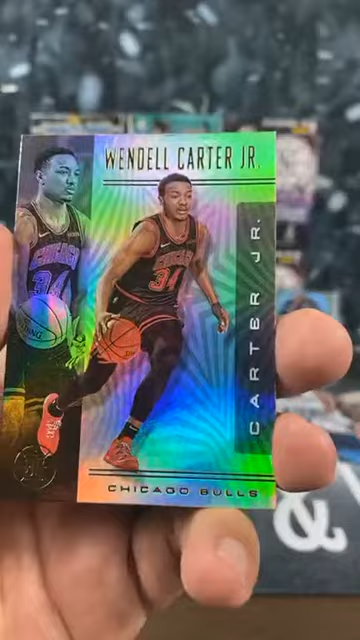 WENDELL CARTER JR.
CARTER JR.
CHICAGO
34
CHICAGO
34
CHICAGO BULLS
&